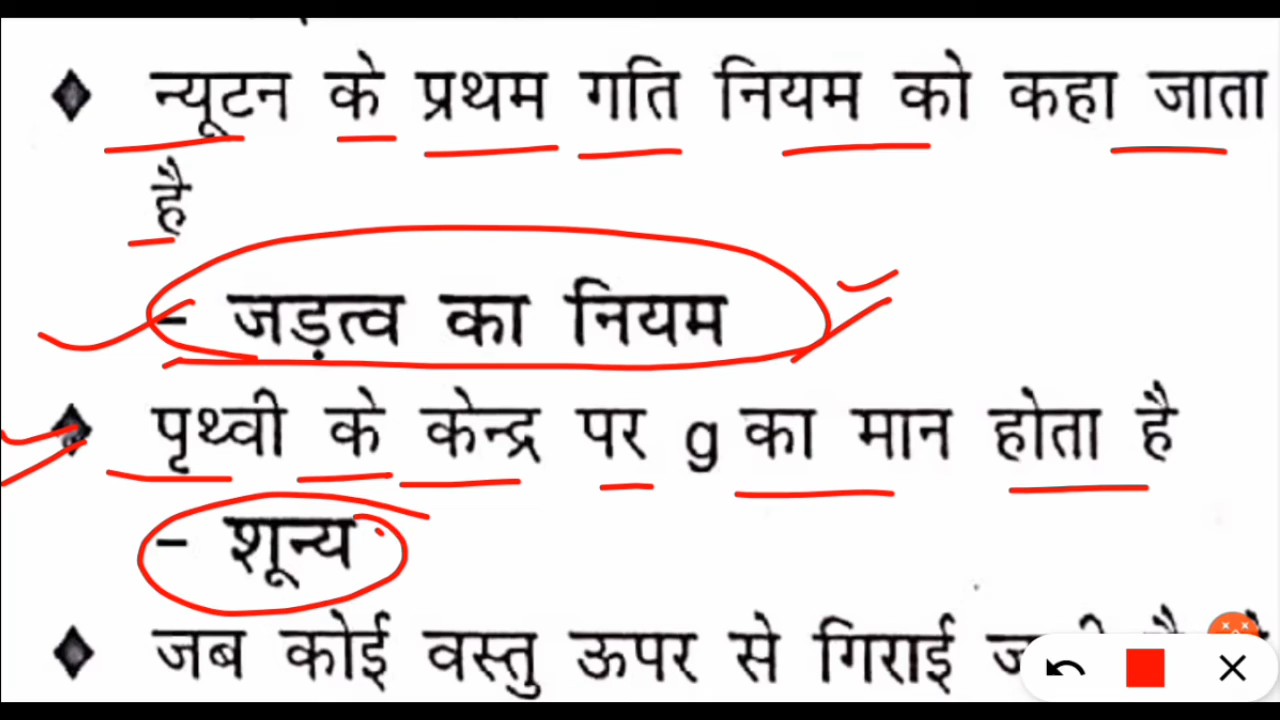 ♦ न्यूटन के प्रथम गति नियम को कहा जाता
है
- जड़त्व का नियम
♦ पृथ्वी के केन्द्र पर g का मान होता है
- शून्य
♦ जब कोई वस्तु ऊपर से गिराई